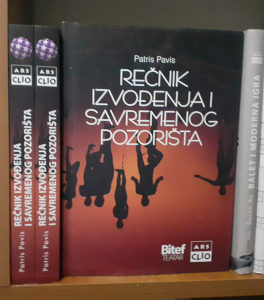 ARS
CLIO
REČNIK IZVOĐENJA
I SAVREMENOG POZORIŠTA
Patris Pavis
ARS
CLIO
REČNIK IZVOĐENJA
I SAVREMENOG POZORIŠTA
Patris Pavis
Patris Pavis
REČNIK
IZVOĐENJA I
SAVREMENOG
POZORIŠTA
Bitef
TEATAR
ARS
CLIO
BALET I MODERNA IGRA